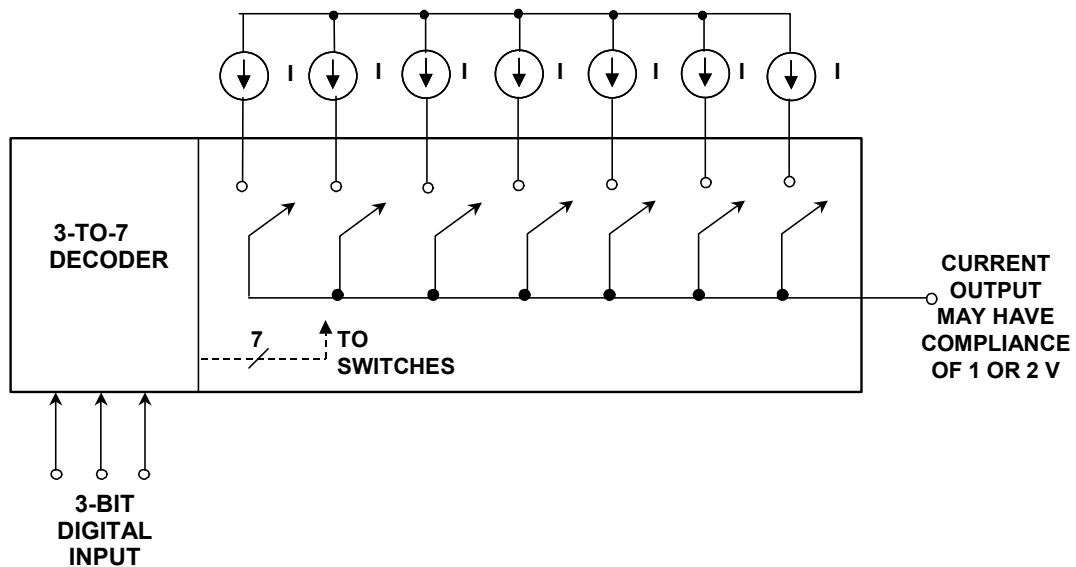 I I I I I I I
3-TO-7
DECODER
7
TO
SWITCHES
CURRENT
OUTPUT
MAY HAVE
COMPLIANCE
OF 1 OR 2 V
3-BIT
DIGITAL
INPUT